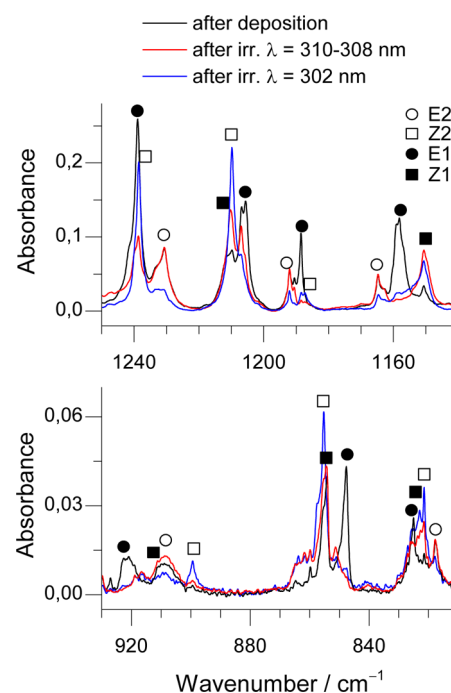 after deposition
after irr. λ = 310-308 nm
after irr. λ = 302 nm
E2
Z2
E1
Z1
Absorbance
0,2
0,1
0,0
1240 1200 1160
Absorbance
0,06
0,03
0,00
920 880 840
Wavenumber / cm⁻¹